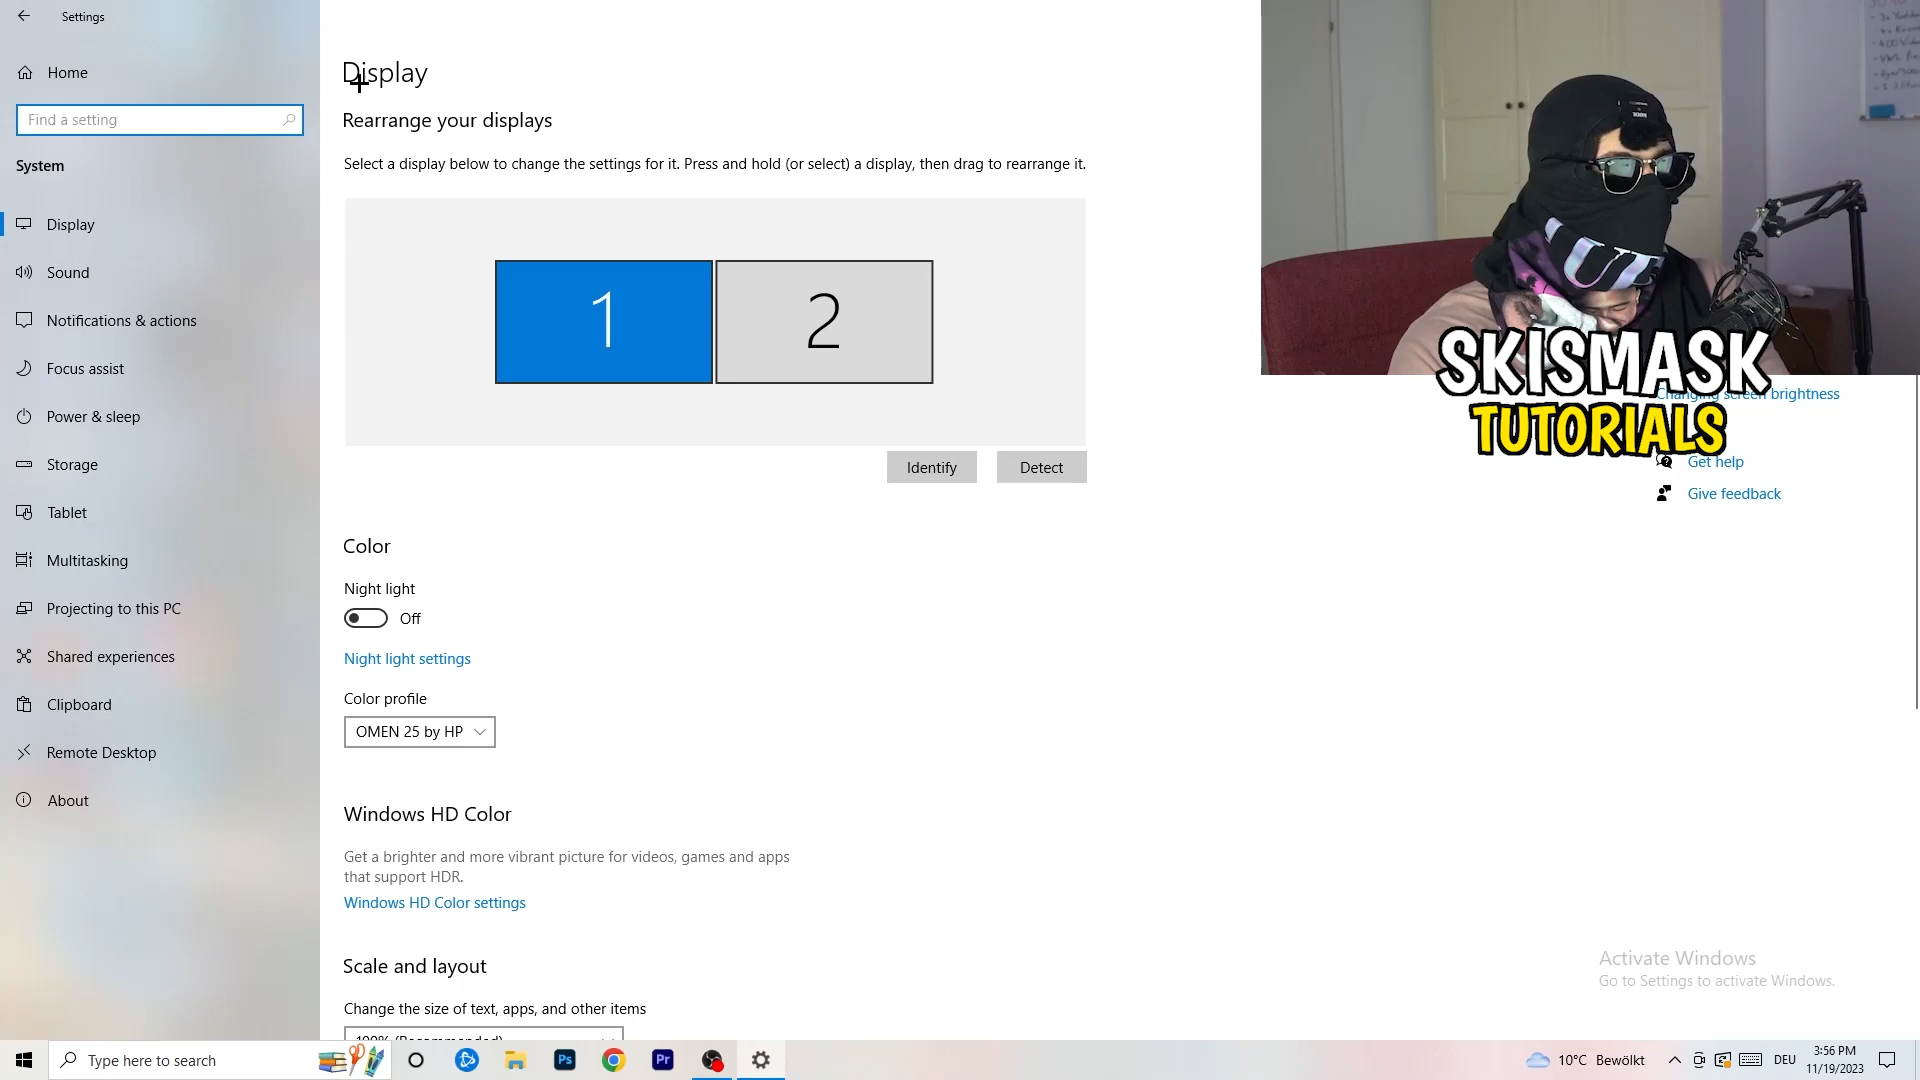 Settings
Home
Find a setting
System
Display
Sound
Notifications & actions
Focus assist
Power & sleep
Storage
Tablet
Multitasking
Projecting to this PC
Shared experiences
Clipboard
Remote Desktop
About
Display
Rearrange your displays
Select a display below to change the settings for it. Press and hold (or select) a display, then drag to rearrange it.
1
2
Identify
Detect
Color
Night light
Off
Night light settings
Color profile
OMEN 25 by HP
Windows HD Color
Get a brighter and more vibrant picture for videos, games and apps
that support HDR.
Windows HD Color settings
Scale and layout
Change the size of text, apps, and other items
100% (Recommended)
SKISMASK
TUTORIALS
Changing screen brightness
Get help
Give feedback
Activate Windows
Go to Settings to activate Windows.
Type here to search
Ps
Pr
10°C Bewölkt
DEU
3:56 PM
11/19/2023